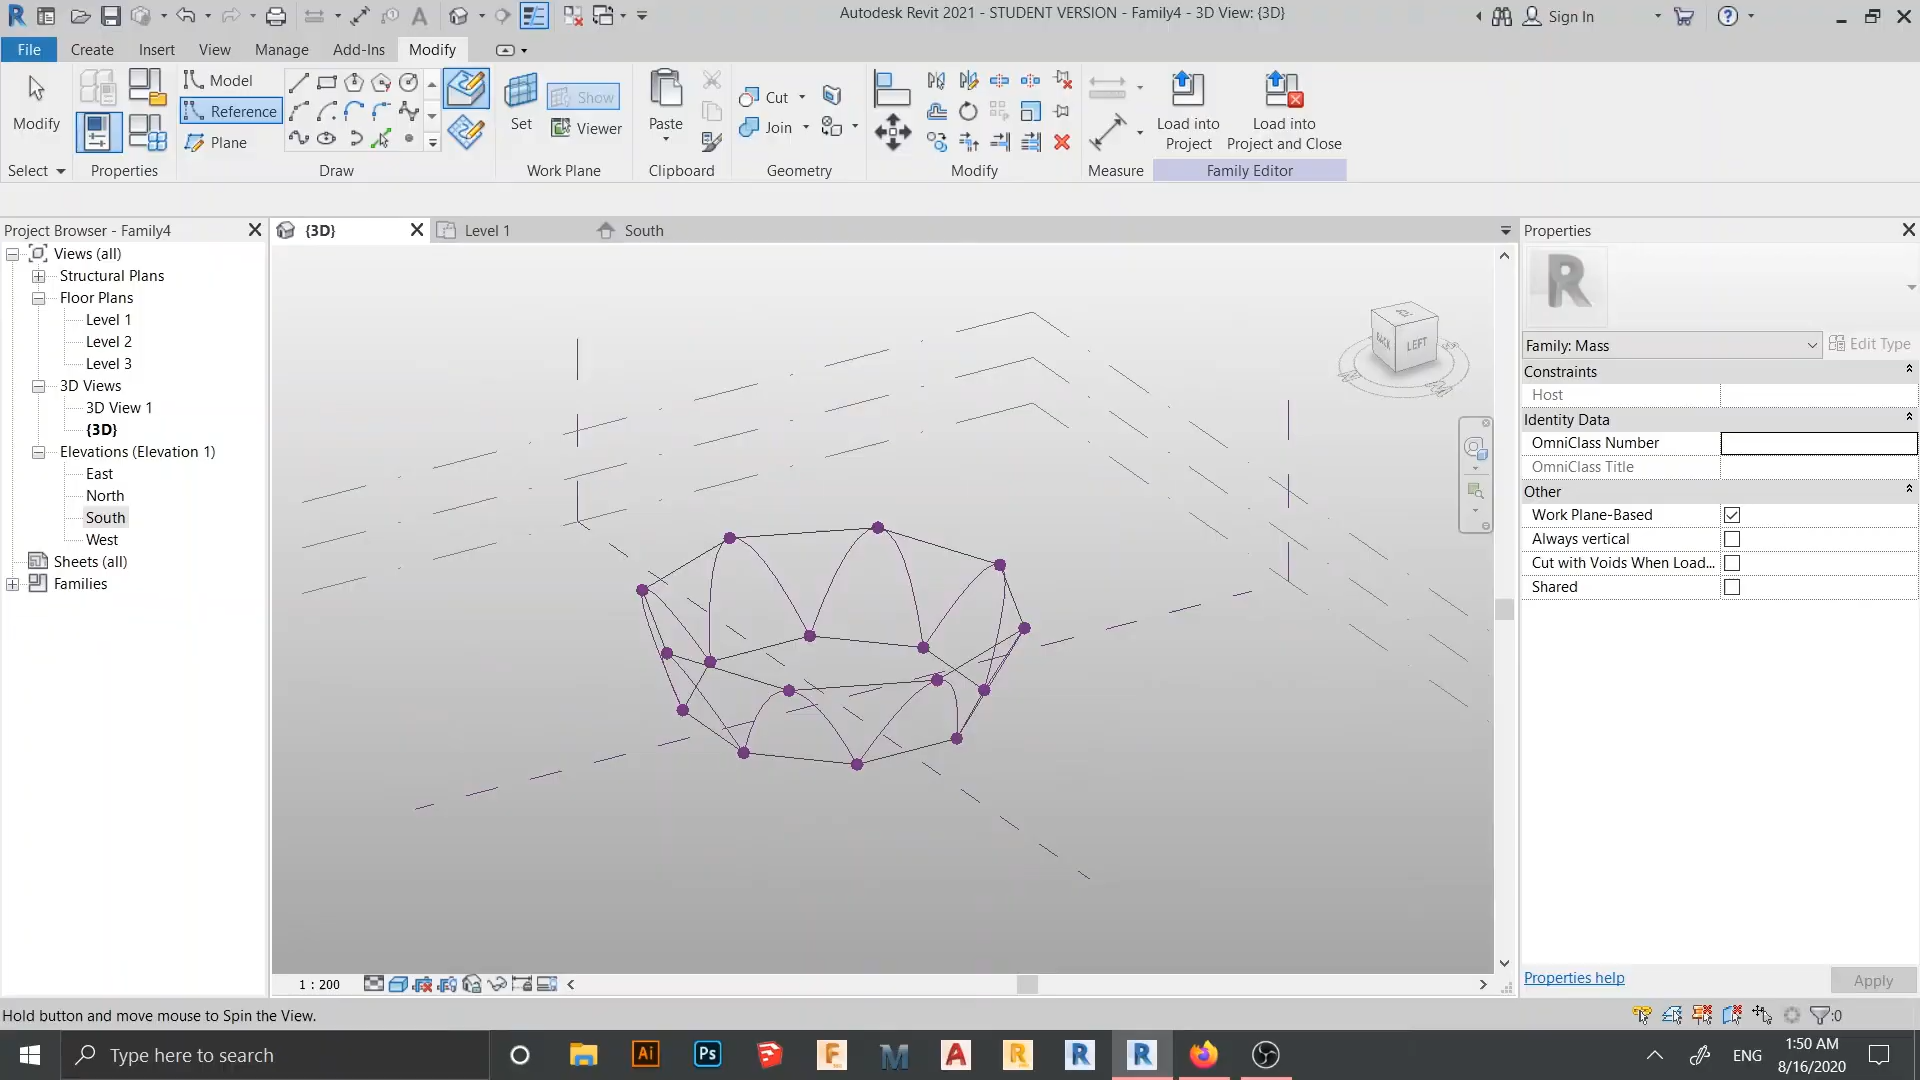 Autodesk Revit 2021 - STUDENT VERSION - Family4 - 3D View: {3D}
Sign In
File
Create
Insert
View
Manage
Add-Ins
Modify
Modify
Model
Reference
Plane
Set
Show
Viewer
Paste
Cut
Join
Load into
Project
Load into
Project and Close
Select
Properties
Draw
Work Plane
Clipboard
Geometry
Modify
Measure
Family Editor
Project Browser - Family4
{3D}
Level 1
South
Properties
Views (all)
Structural Plans
Floor Plans
Level 1
Level 2
Level 3
3D Views
3D View 1
{3D}
Elevations (Elevation 1)
East
North
South
West
Sheets (all)
Families
BACK
LEFT
R
Family: Mass
Edit Type
Constraints
Host
Identity Data
OmniClass Number
OmniClass Title
Other
Work Plane-Based
Always vertical
Cut with Voids When Load...
Shared
Properties help
Apply
1 : 200
Hold button and move mouse to Spin the View.
:0
Type here to search
Ai
Ps
ENG
1:50 AM
8/16/2020